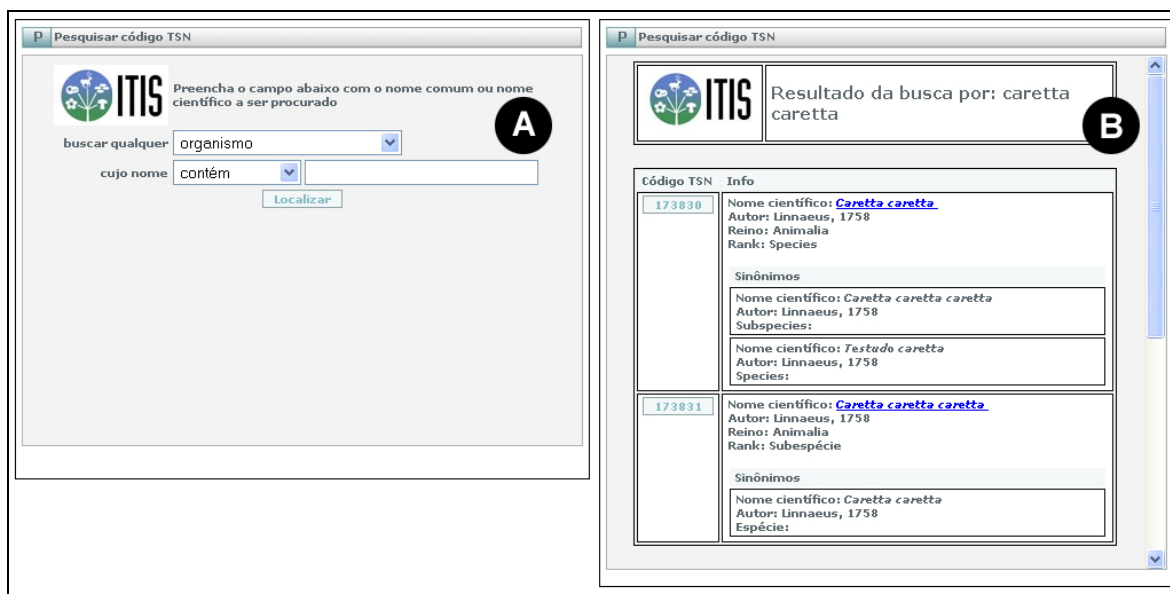 P Pesquisar código TSN
ITIS
Preencha o campo abaixo com o nome comum ou nome
científico a ser procurado
A
buscar qualquer organismo
cujo nome contém
Localizar
P Pesquisar código TSN
ITIS
Resultado da busca por: caretta
caretta
B
Código TSN Info
173830
Nome científico: Caretta caretta
Autor: Linnaeus, 1758
Reino: Animalia
Rank: Species
Sinônimos
Nome científico: Caretta caretta caretta
Autor: Linnaeus, 1758
Subspecies:
Nome científico: Testudo caretta
Autor: Linnaeus, 1758
Species:
173831
Nome científico: Caretta caretta caretta
Autor: Linnaeus, 1758
Reino: Animalia
Rank: Subespécie
Sinônimos
Nome científico: Caretta caretta
Autor: Linnaeus, 1758
Espécie: